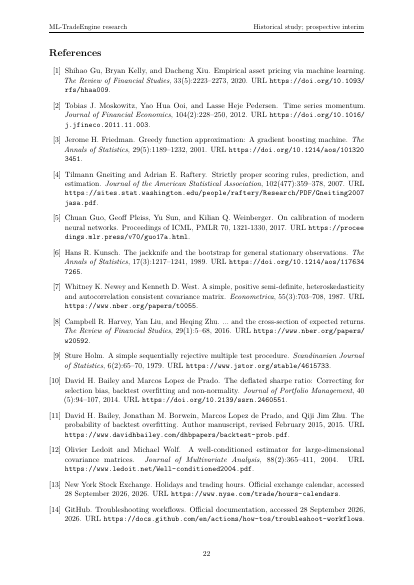 ML-TradeEngine research
Historical study: prospective interim
References
[1] Shihao Gu, Bryan Kelly, and Dacheng Xiu. Empirical asset pricing via machine learning.
The Review of Financial Studies, 33(5):2223–2273, 2020. URL https://doi.org/10.1093/
rfs/hhaa009.
[2] Tobias J. Moskowitz, Yao Hua Ooi, and Lasse Heje Pedersen. Time series momentum.
Journal of Financial Economics, 104(2):228–250, 2012. URL https://doi.org/10.1016/
j.jfineco.2011.11.003.
[3] Jerome H. Friedman. Greedy function approximation: A gradient boosting machine. The
Annals of Statistics, 29(5):1189–1232, 2001. URL https://doi.org/10.1214/aos/101320
3451.
[4] Tilmann Gneiting and Adrian E. Raftery. Strictly proper scoring rules, prediction, and
estimation. Journal of the American Statistical Association, 102(477):359–378, 2007. URL
https://sites.stat.washington.edu/people/raftery/Research/PDF/Gneiting2007
jasa.pdf.
[5] Chuan Guo, Geoff Pleiss, Yu Sun, and Kilian Q. Weinberger. On calibration of modern
neural networks. Proceedings of ICML, PMLR 70, 1321-1330, 2017. URL https://procee
dings.mlr.press/v70/guo17a.html.
[6] Hans R. Kunsch. The jackknife and the bootstrap for general stationary observations. The
Annals of Statistics, 17(3):1217–1241, 1989. URL https://doi.org/10.1214/aos/117634
7265.
[7] Whitney K. Newey and Kenneth D. West. A simple, positive semi-definite, heteroskedasticity
and autocorrelation consistent covariance matrix. Econometrica, 55(3):703–708, 1987. URL
https://www.nber.org/papers/t0055.
[8] Campbell R. Harvey, Yan Liu, and Heqing Zhu. ... and the cross-section of expected returns.
The Review of Financial Studies, 29(1):5–68, 2016. URL https://www.nber.org/papers/
w20592.
[9] Sture Holm. A simple sequentially rejective multiple test procedure. Scandinavian Journal
of Statistics, 6(2):65–70, 1979. URL https://www.jstor.org/stable/4615733.
[10] David H. Bailey and Marcos Lopez de Prado. The deflated sharpe ratio: Correcting for
selection bias, backtest overfitting and non-normality. Journal of Portfolio Management, 40
(5):94–107, 2014. URL https://doi.org/10.2139/ssrn.2460551.
[11] David H. Bailey, Jonathan M. Borwein, Marcos Lopez de Prado, and Qiji Jim Zhu. The
probability of backtest overfitting. Author manuscript, revised February 2015, 2015. URL
https://www.davidhbailey.com/dhbpapers/backtest-prob.pdf.
[12] Olivier Ledoit and Michael Wolf. A well-conditioned estimator for large-dimensional
covariance matrices. Journal of Multivariate Analysis, 88(2):365–411, 2004. URL
https://www.ledoit.net/Well-conditioned2004.pdf.
[13] New York Stock Exchange. Holidays and trading hours. Official exchange calendar, accessed
28 September 2026, 2026. URL https://www.nyse.com/trade/hours-calendars.
[14] GitHub. Troubleshooting workflows. Official documentation, accessed 28 September 2026,
2026. URL https://docs.github.com/en/actions/how-tos/troubleshoot-workflows.
22